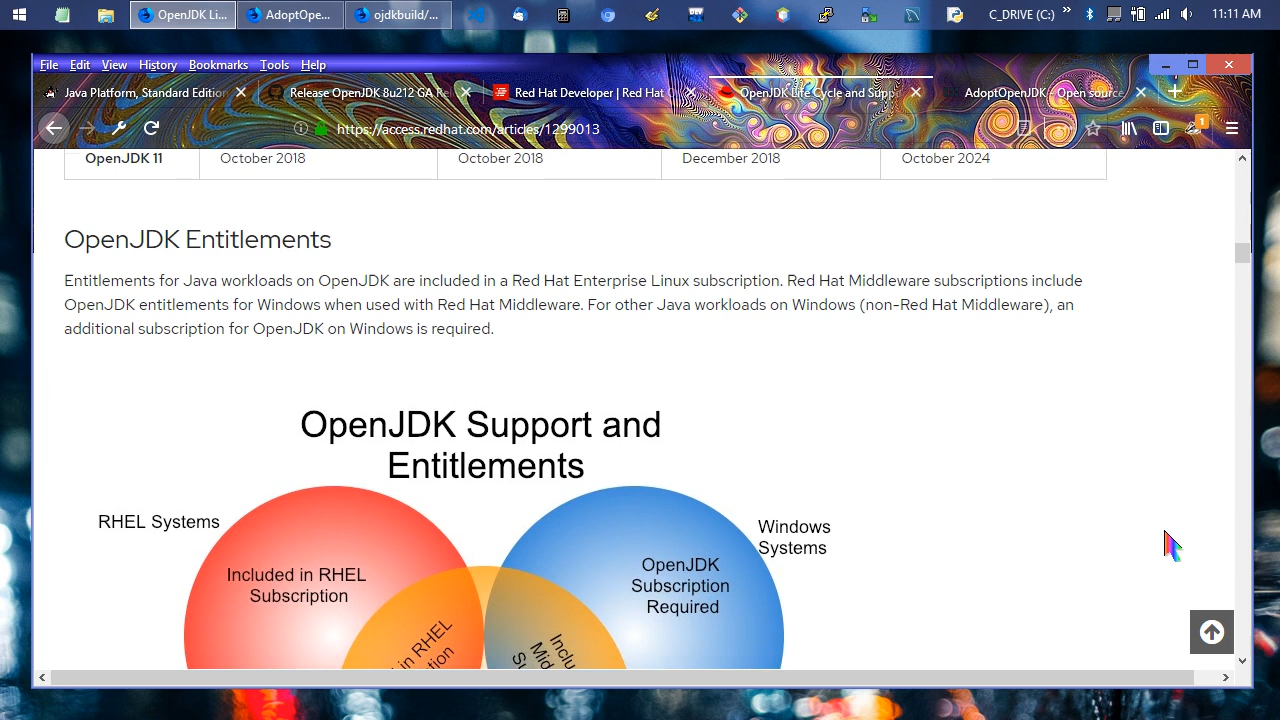 OpenJDK Li...
AdoptOpe...
ojdkbuild/...
C_DRIVE (C:)
11:11 AM
File Edit View History Bookmarks Tools Help
Java Platform, Standard Edition
Release OpenJDK 8u212 GA Re
Red Hat Developer | Red Hat
OpenJDK Life Cycle and Supp
AdoptOpenJDK - Open source
https://access.redhat.com/articles/1299013
1
OpenJDK 11 October 2018 October 2018 December 2018 October 2024
OpenJDK Entitlements
Entitlements for Java workloads on OpenJDK are included in a Red Hat Enterprise Linux subscription. Red Hat Middleware subscriptions include
OpenJDK entitlements for Windows when used with Red Hat Middleware. For other Java workloads on Windows (non-Red Hat Middleware), an
additional subscription for OpenJDK on Windows is required.
OpenJDK Support and
Entitlements
RHEL Systems
Included in RHEL
Subscription
in RHEL
Windows
Systems
OpenJDK
Subscription
Required